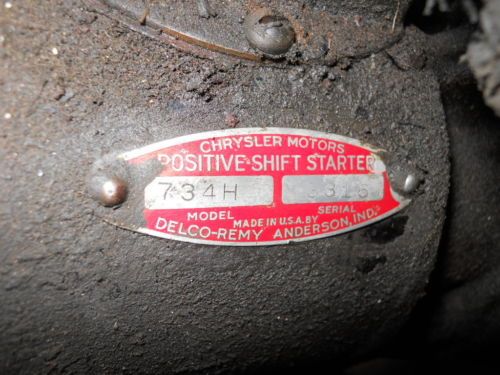 CHRYSLER MOTORS
POSITIVE SHIFT STARTER
734H
MODEL SERIAL
MADE IN U.S.A. BY
DELCO-REMY ANDERSON, IND.